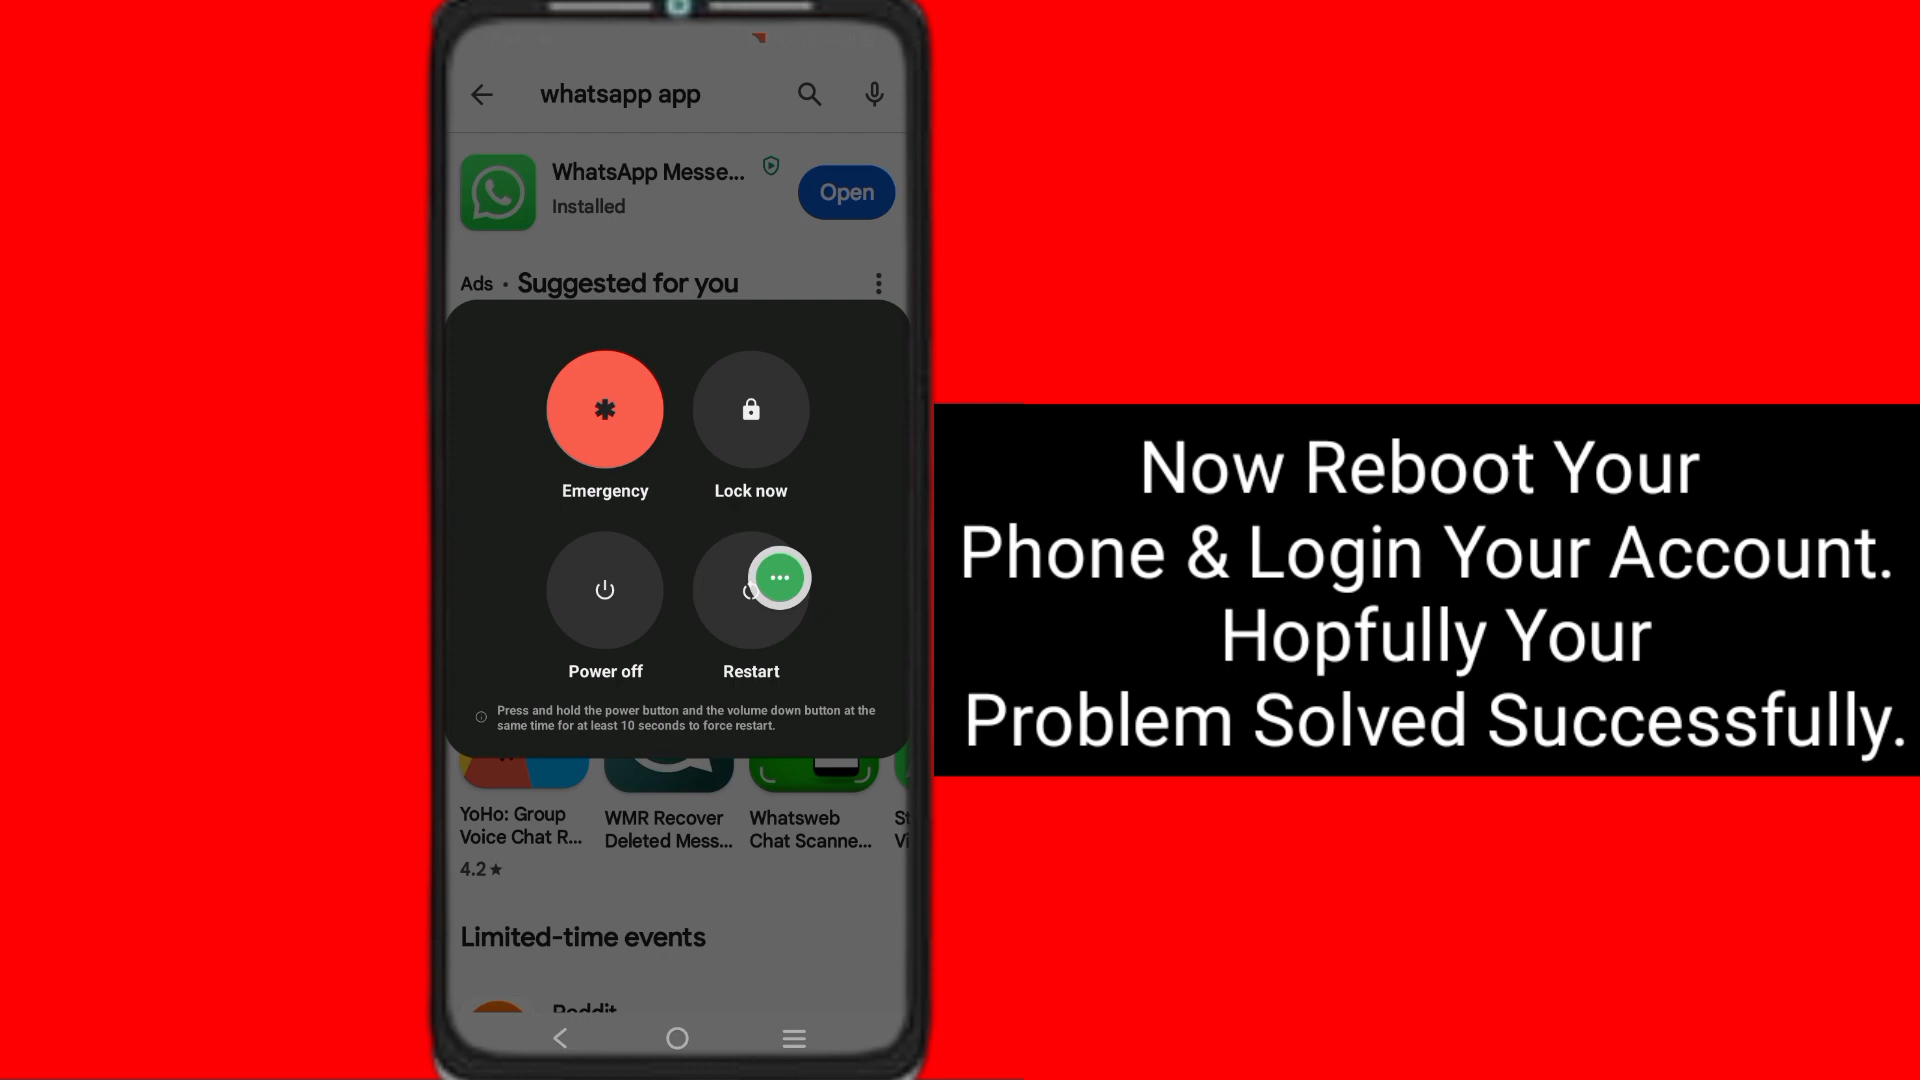 whatsapp app
WhatsApp Messe...
Installed
Open
Ads • Suggested for you
Emergency
Lock now
Power off
Restart
Press and hold the power button and the volume down button at the
same time for at least 10 seconds to force restart.
YoHo: Group
Voice Chat R...
4.2★
WMR Recover
Deleted Mess...
Whatsweb
Chat Scanne...
St
Vi
Limited-time events
Reddit
Now Reboot Your
Phone & Login Your Account.
Hopfully Your
Problem Solved Successfully.